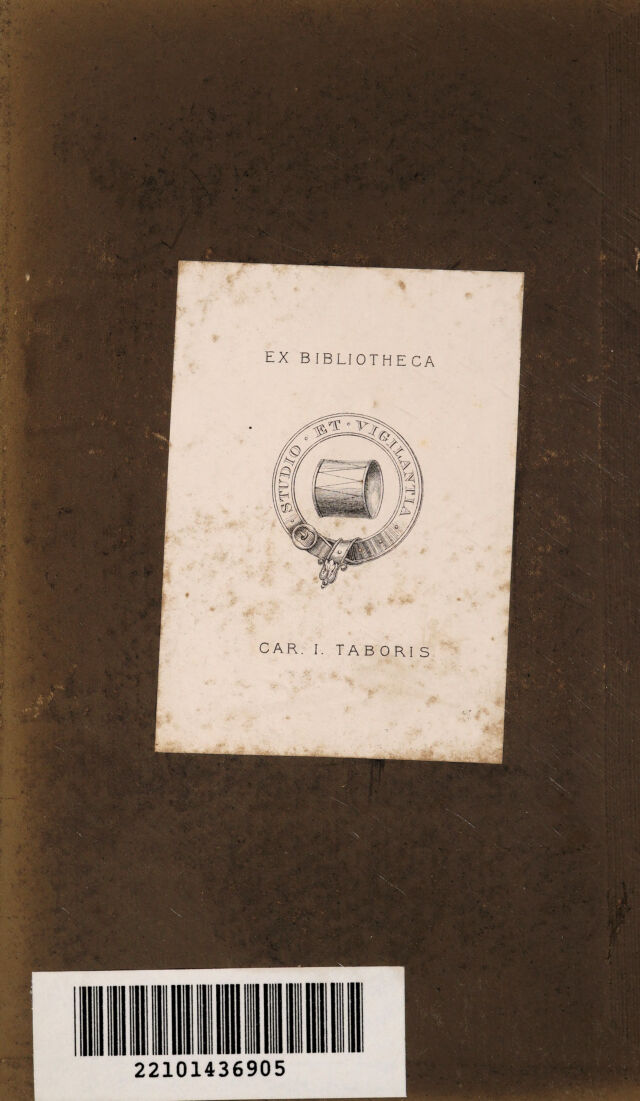 EX BIBLIOTHECA
· STUDIO · ET · VIGILANTIA ·
CAR. I. TABORIS
22101436905